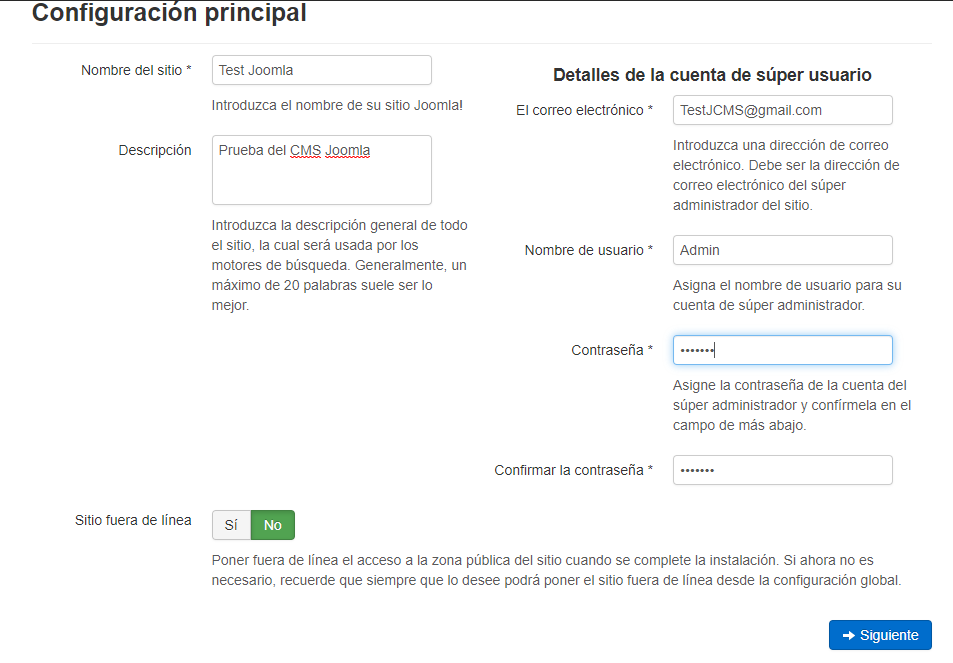 Configuración principal
Nombre del sitio *
Test Joomla
Introduzca el nombre de su sitio Joomla!
Descripción
Prueba del CMS Joomla
Introduzca la descripción general de todo
el sitio, la cual será usada por los
motores de búsqueda. Generalmente, un
máximo de 20 palabras suele ser lo
mejor.
Detalles de la cuenta de súper usuario
El correo electrónico *
TestJCMS@gmail.com
Introduzca una dirección de correo
electrónico. Debe ser la dirección de
correo electrónico del súper
administrador del sitio.
Nombre de usuario *
Admin
Asigna el nombre de usuario para su
cuenta de súper administrador.
Contraseña *
•••••••
Asigne la contraseña de la cuenta del
súper administrador y confírmela en el
campo de más abajo.
Confirmar la contraseña *
•••••••
Sitio fuera de línea
Sí No
Poner fuera de línea el acceso a la zona pública del sitio cuando se complete la instalación. Si ahora no es
necesario, recuerde que siempre que lo desee podrá poner el sitio fuera de línea desde la configuración global.
Siguiente